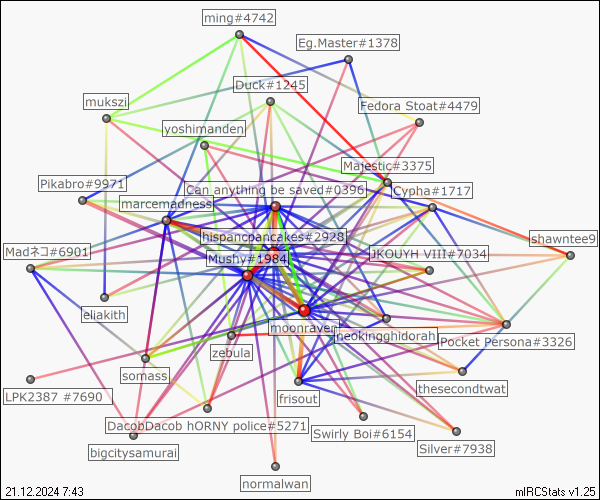 ming#4742
Eg.Master#1378
Duck#1245
mukszi
Fedora Stoat#4479
yoshimanden
Majestic#3375
Pikabro#9971
Can anything be saved#0396
Cypha#1717
marcemadness
hispanopancakes#2928
shawntee9
Madネコ#6901
Mushy#1984
JKOUYH VIII#7034
eliakith
moonraver
neokingghidorah
Pocket Persona#3326
zebula
somass
thesecondtwat
LPK2387 #7690
frisout
DacobDacob hORNY police#5271
Swirly Boi#6154
Silver#7938
bigcitysamurai
normalwan
21.12.2024 7:43
mIRCStats v1.25